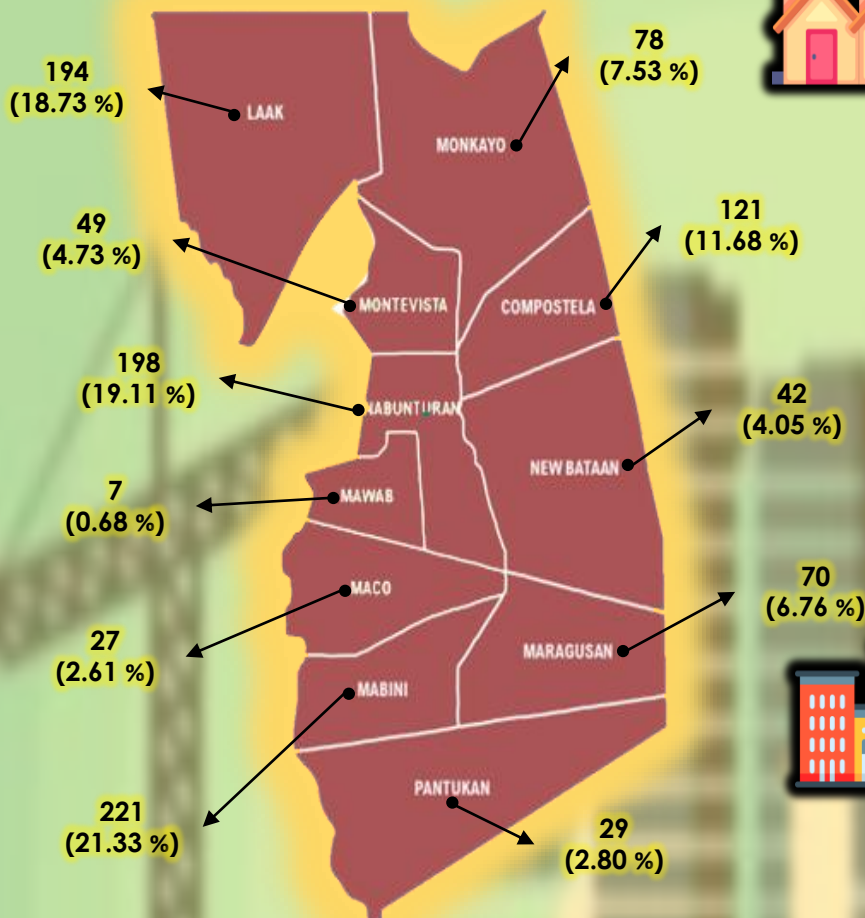 78
(7.53 %)
194
(18.73 %)
LAAK
MONKAYO
121
(11.68 %)
49
(4.73 %)
MONTEVISTA
COMPOSTELA
198
(19.11 %)
NABUNTURAN
42
(4.05 %)
NEW BATAAN
7
(0.68 %)
MAWAB
MACO
70
(6.76 %)
27
(2.61 %)
MARAGUSAN
MABINI
PANTUKAN
221
(21.33 %)
29
(2.80 %)